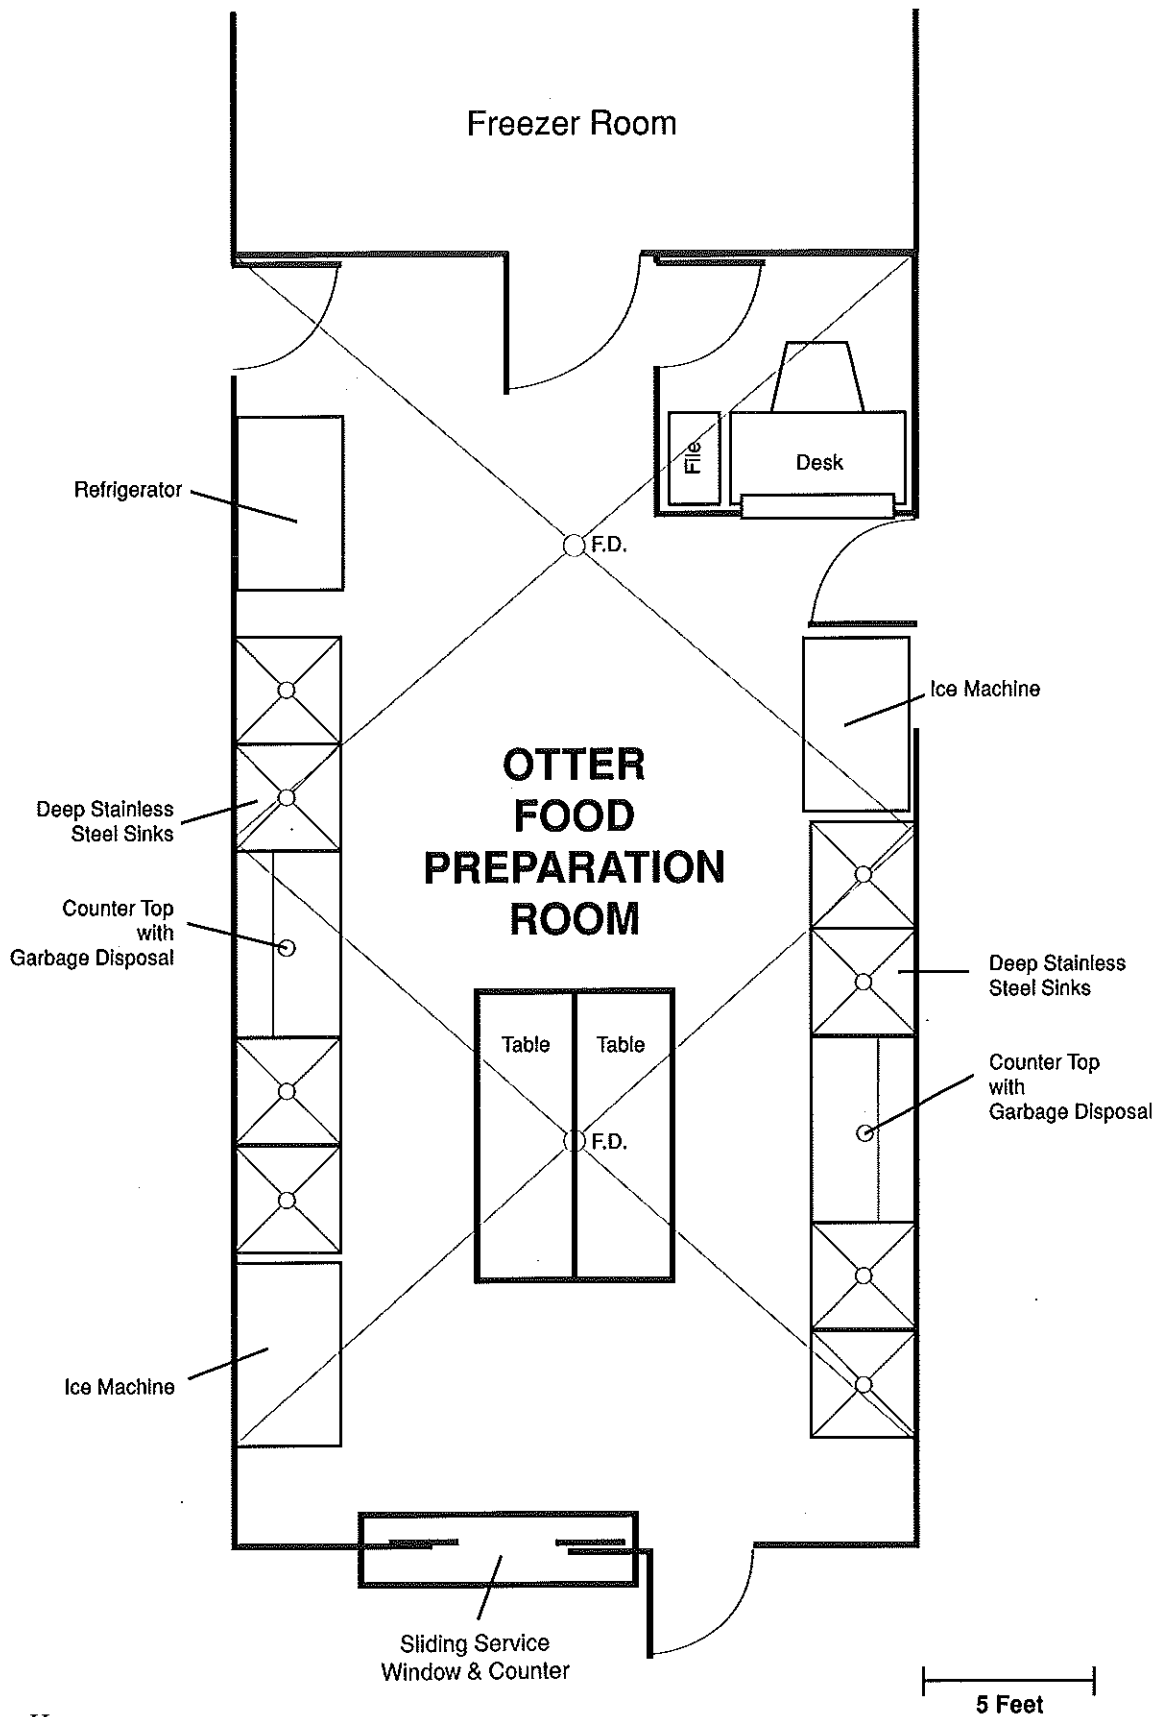 Freezer Room
File
Desk
Refrigerator
F.D.
Ice Machine
OTTER
FOOD
PREPARATION
ROOM
Deep Stainless
Steel Sinks
Counter Top
with
Garbage Disposal
Deep Stainless
Steel Sinks
Table
Table
Counter Top
with
Garbage Disposal
F.D.
Ice Machine
Sliding Service
Window & Counter
5 Feet